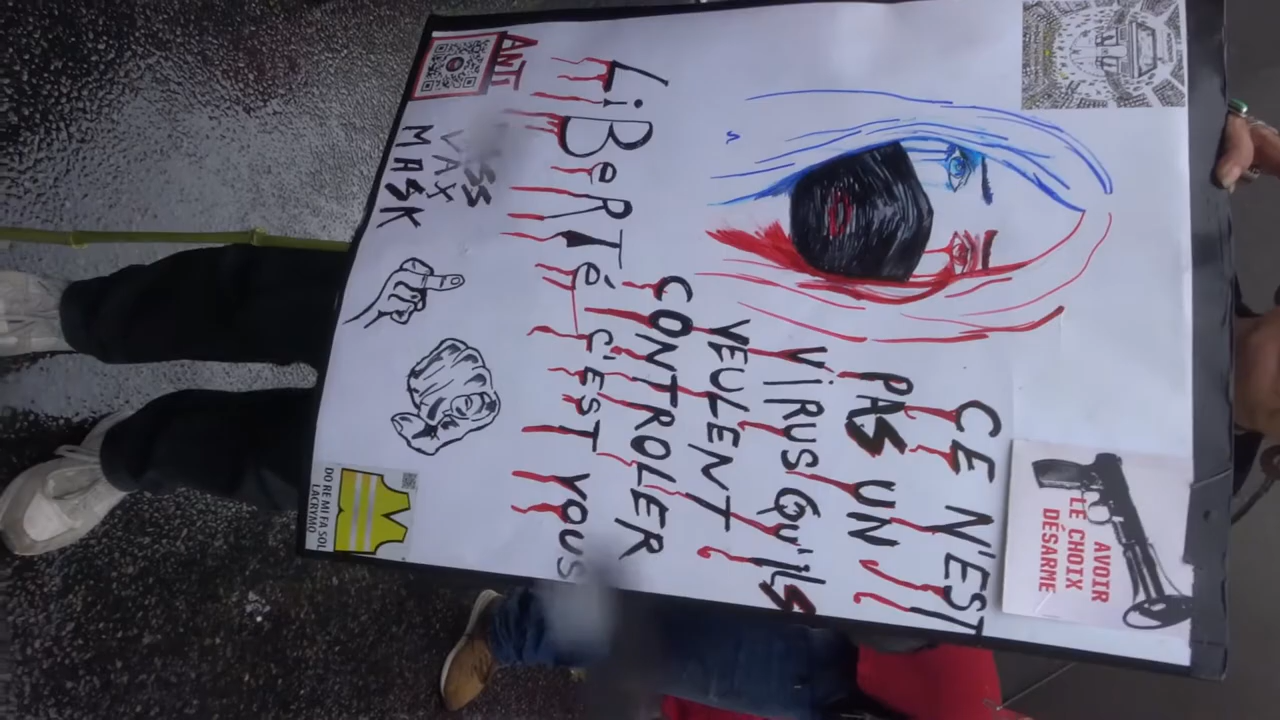 AVOIR
LE CHOIX
DÉSARME
CE N'EST
PAS UN
VIRUS Qu'ils
VEULENT
CONTROLER
LiBeRTé C'EST VOUS
ANTI
PASS
VAX
MASK
DO RE MI FA SOL
LACRYMO